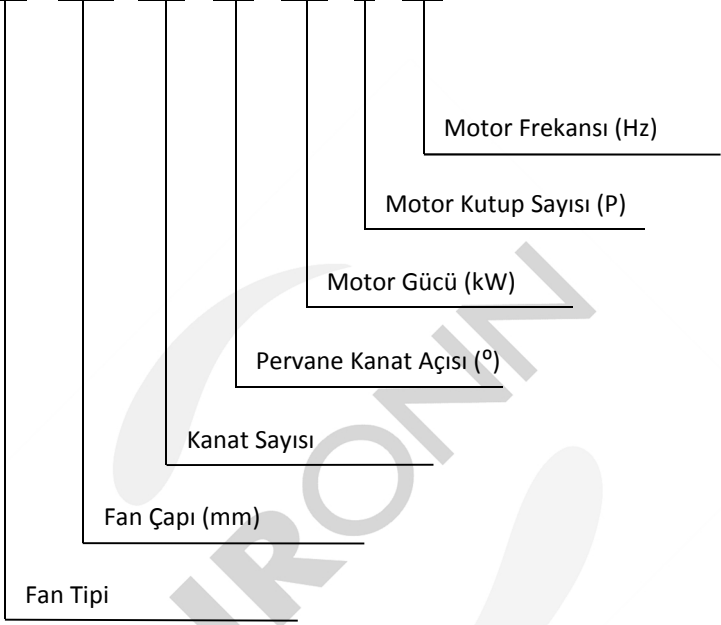 Motor Frekansı (Hz)
Motor Kutup Sayısı (P)
Motor Gücü (kW)
Pervane Kanat Açısı (⁰)
Kanat Sayısı
Fan Çapı (mm)
Fan Tipi